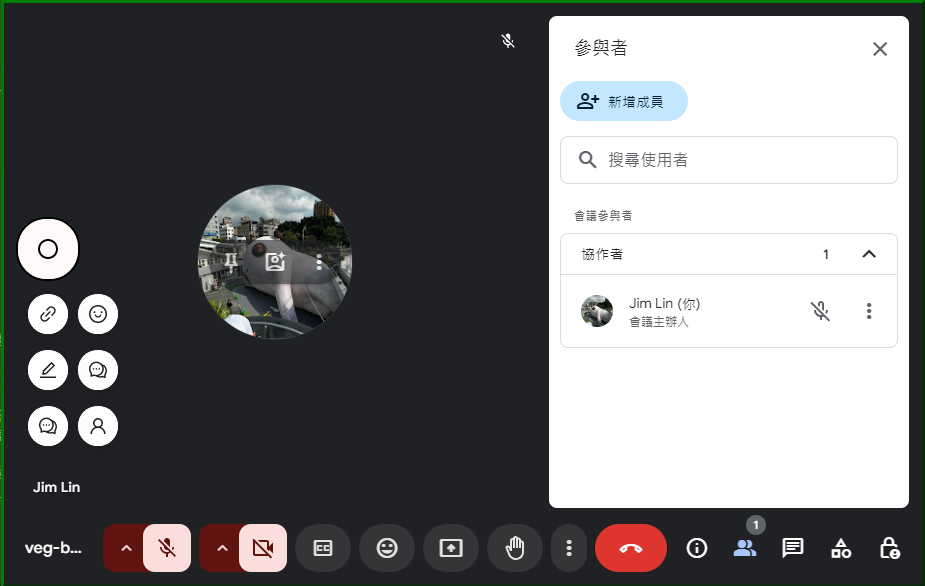 參與者
新增成員
搜尋使用者
會議參與者
協作者 1
Jim Lin (你)
會議主辦人
Jim Lin
veg-b...
CC
1